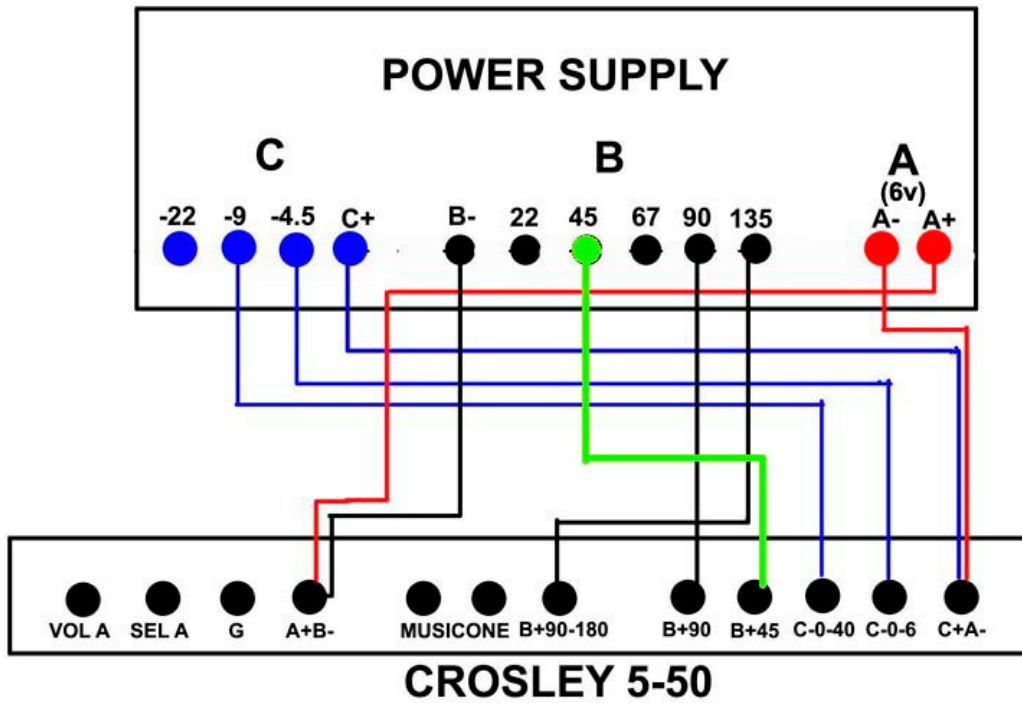 POWER SUPPLY
C B A
(6v)
-22 -9 -4.5 C+ B- 22 45 67 90 135 A- A+
VOL A SEL A G A+B- MUSICONE B+90-180 B+90 B+45 C-0-40 C-0-6 C+A-
CROSLEY 5-50